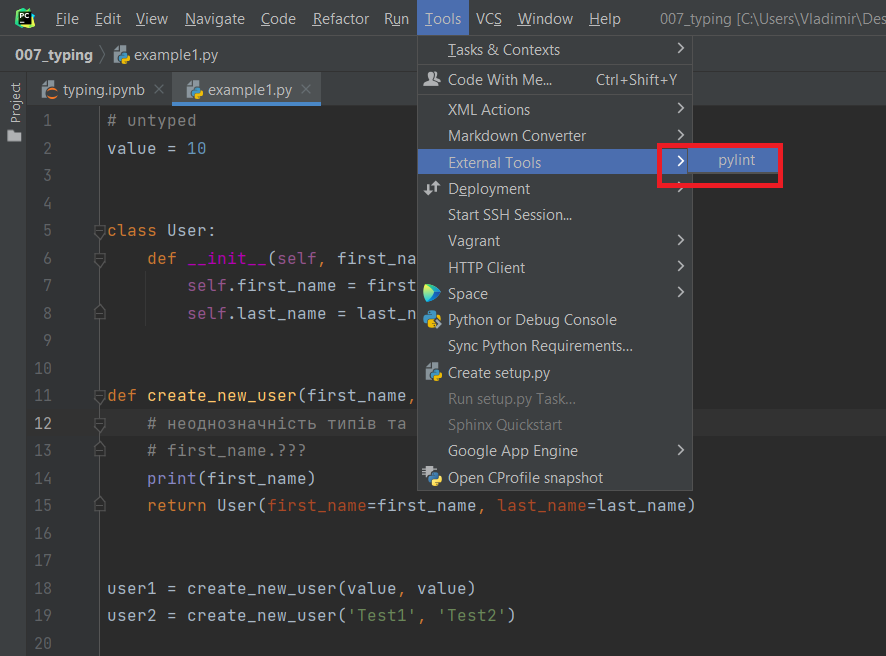 PC File Edit View Navigate Code Refactor Run Tools VCS Window Help 007_typing [C:\Users\Vladimir\Des
007_typing example1.py
typing.ipynb example1.py
Project
1 # untyped
2 value = 10
3
4
5 class User:
6 def __init__(self, first_na
7 self.first_name = first
8 self.last_name = last_n
9
10
11 def create_new_user(first_name,
12 # неоднозначність типів та
13 # first_name.???
14 print(first_name)
15 return User(first_name=first_name, last_name=last_name)
16
17
18 user1 = create_new_user(value, value)
19 user2 = create_new_user('Test1', 'Test2')
20
Tasks & Contexts
Code With Me... Ctrl+Shift+Y
XML Actions
Markdown Converter
External Tools
pylint
Deployment
Start SSH Session...
Vagrant
HTTP Client
Space
Python or Debug Console
Sync Python Requirements...
Create setup.py
Run setup.py Task...
Sphinx Quickstart
Google App Engine
Open CProfile snapshot